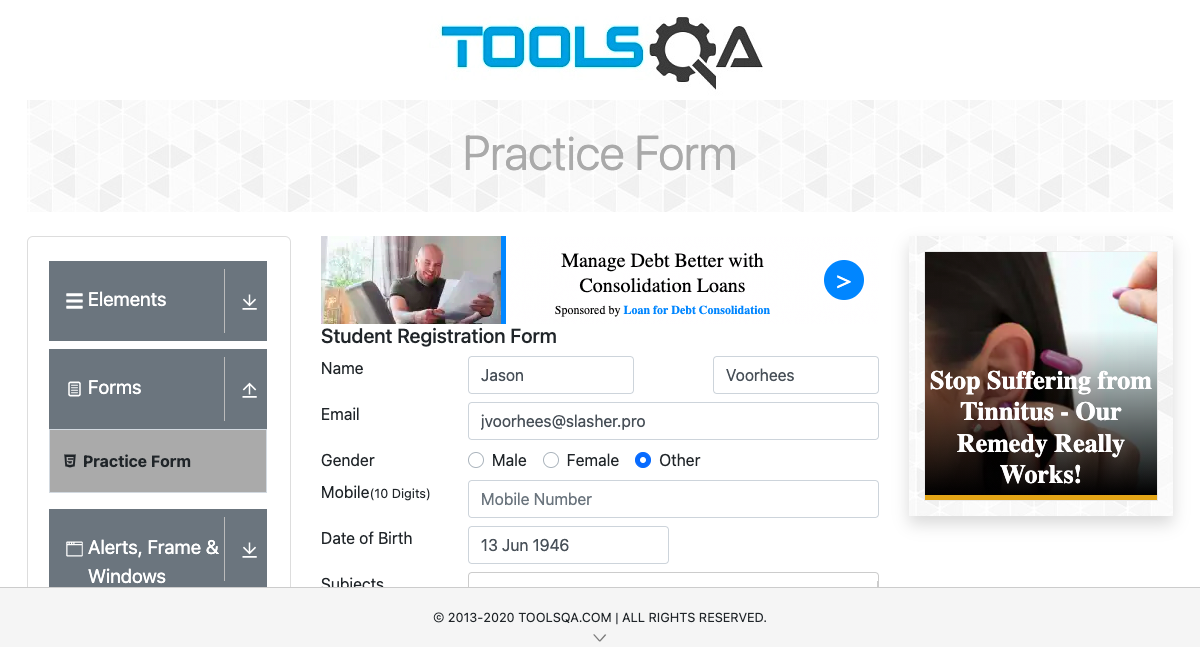 TOOLSQA
Practice Form
Elements
Forms
Practice Form
Alerts, Frame &
Windows
Manage Debt Better with
Consolidation Loans
Sponsored by Loan for Debt Consolidation
>
Student Registration Form
Name
Jason
Voorhees
Email
jvoorhees@slasher.pro
Gender
Male
Female
Other
Mobile(10 Digits)
Mobile Number
Date of Birth
13 Jun 1946
Subjects
Stop Suffering from
Tinnitus - Our
Remedy Really
Works!
© 2013-2020 TOOLSQA.COM | ALL RIGHTS RESERVED.